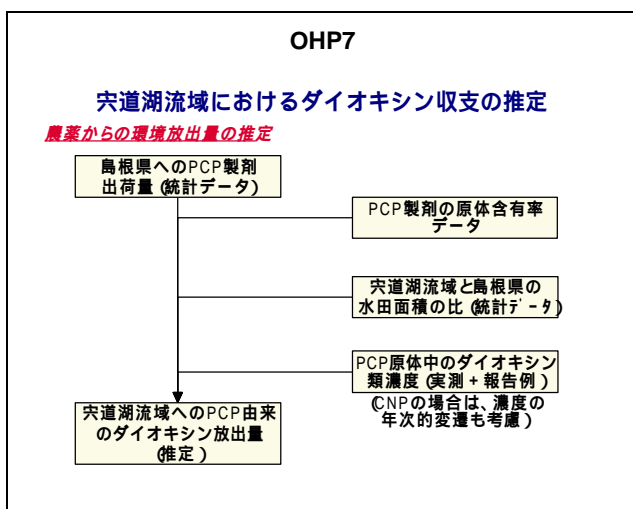 OHP7
宍道湖流域におけるダイオキシン収支の推定
農薬からの環境放出量の推定
島根県へのPCP製剤
出荷量(統計データ)
PCP製剤の原体含有率
データ
宍道湖流域と島根県の
水田面積の比(統計ﾃﾞｰﾀ)
PCP原体中のダイオキシン
類濃度(実測+報告例)
(CNPの場合は、濃度の
年次的変遷も考慮)
宍道湖流域へのPCP由来
のダイオキシン放出量
(推定)